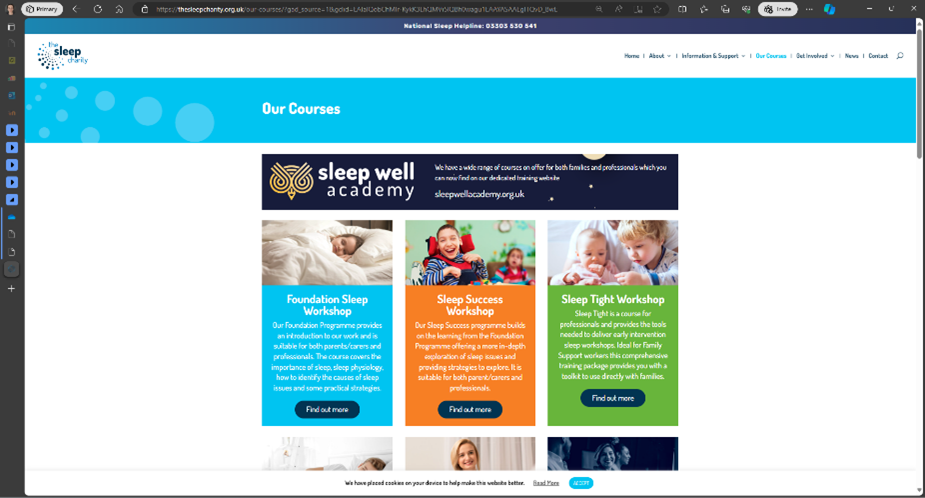 Primary
https://thesleepcharity.org.uk/our-courses/
Invite
National Sleep Helpline: 03303 530 541
the
sleep
charity
Home | About | Information & Support | Our Courses | Get Involved | News | Contact
Our Courses
sleep well
academy
We have a wide range of courses on offer for both families and professionals which you
can now find on our dedicated training website
sleepwellacademy.org.uk
Foundation Sleep
Workshop
Our Foundation Programme provides
an introduction to our work and is
suitable for both parents/carers and
professionals. The course covers the
importance of sleep, sleep physiology,
how to identify the causes of sleep
issues and some practical strategies.
Find out more
Sleep Success
Workshop
Our Sleep Success programme builds
on the learning from the Foundation
Programme offering a more in-depth
exploration of sleep issues and
providing strategies to explore. It is
suitable for both parent/carers and
professionals.
Find out more
Sleep Tight Workshop
Sleep Tight is a course for
professionals and provides the tools
needed to deliver early intervention
sleep workshops. Ideal for Family
Support workers this comprehensive
training package provides you with a
toolkit to use directly with families.
Find out more
We have placed cookies on your device to help make this website better.
Read More
ACCEPT